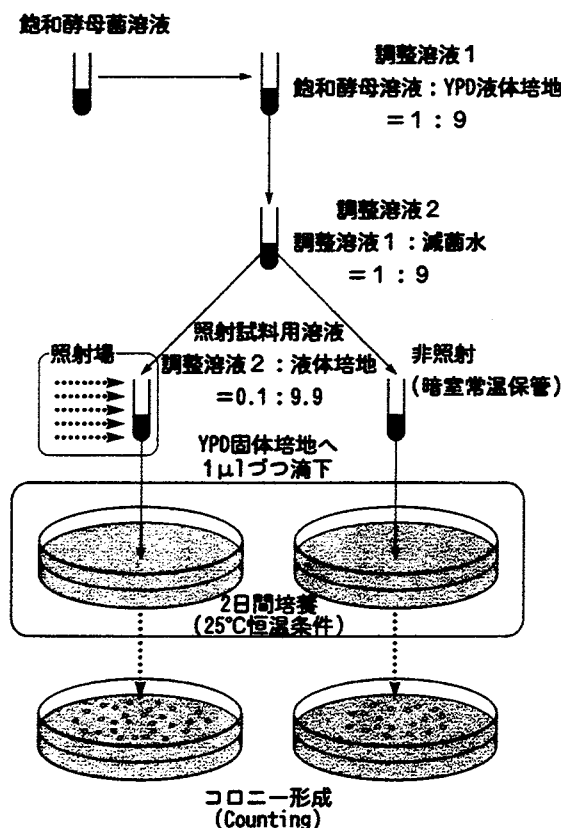 飽和酵母菌溶液
調整溶液1
飽和酵母溶液：YPD液体培地
＝1：9
調整溶液2
調整溶液1：滅菌水
＝1：9
照射試料用溶液
照射場
調整溶液2：液体培地
＝0.1：9.9
非照射
(暗室常温保管)
YPD固体培地へ
1μlづつ滴下
2日間培養
(25℃恒温条件)
コロニー形成
(Counting)